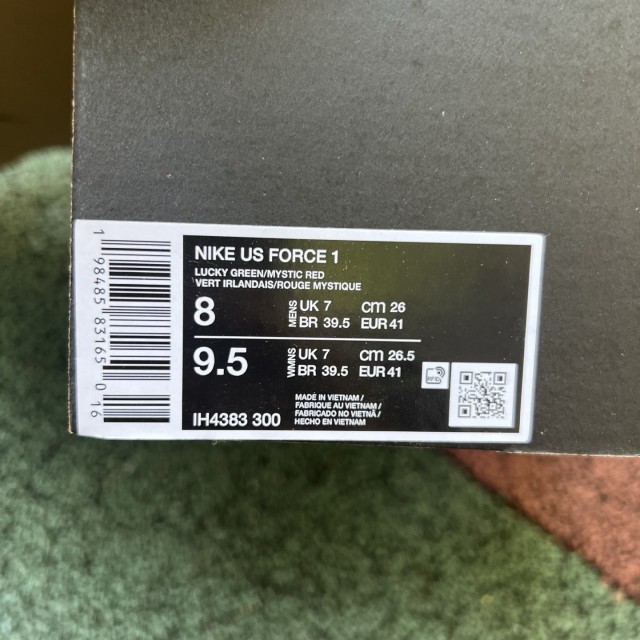 1 98485 83165 0 16
NIKE US FORCE 1
LUCKY GREEN/MYSTIC RED
VERT IRLANDAIS/ROUGE MYSTIQUE
8 MENS UK 7 cm 26
BR 39.5 EUR 41
9.5 WMNS UK 7 cm 26.5
BR 39.5 EUR 41
IH4383 300
MADE IN VIETNAM /
FABRIQUE AU VIETNAM /
FABRICADO NO VIETNÃ /
HECHO EN VIETNAM